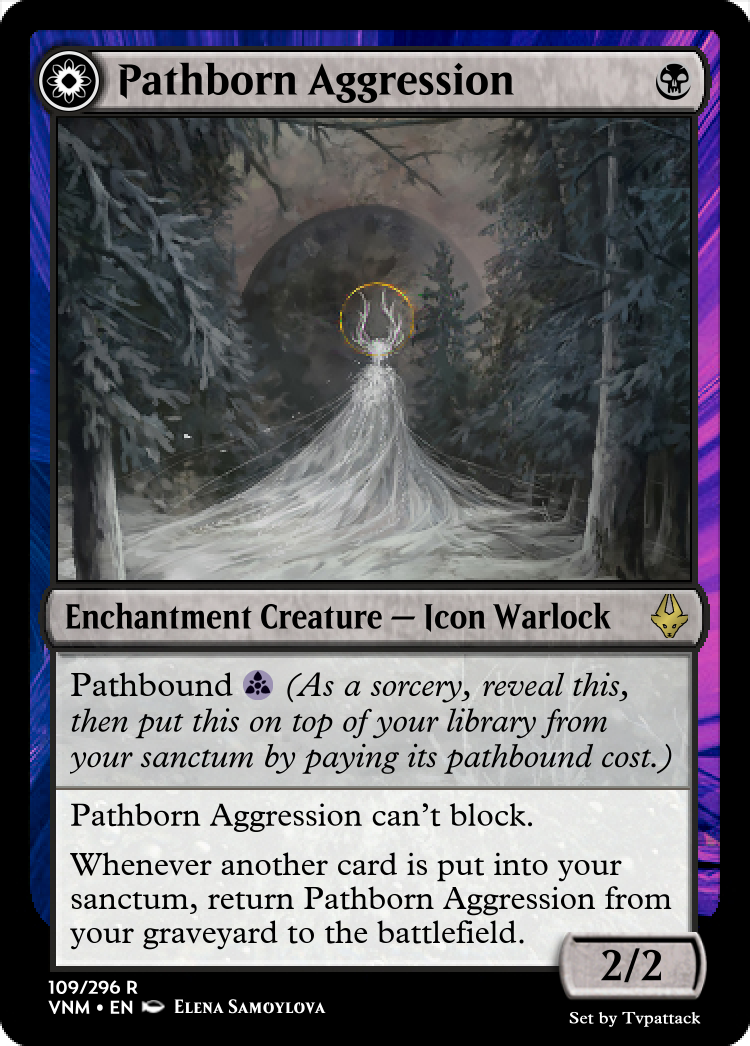 Pathborn Aggression
Enchantment Creature — Icon Warlock
Pathbound (As a sorcery, reveal this,
then put this on top of your library from
your sanctum by paying its pathbound cost.)
Pathborn Aggression can't block.
Whenever another card is put into your
sanctum, return Pathborn Aggression from
your graveyard to the battlefield.
2/2
109/296 R
VNM • EN Elena Samoylova
Set by Tvpattack